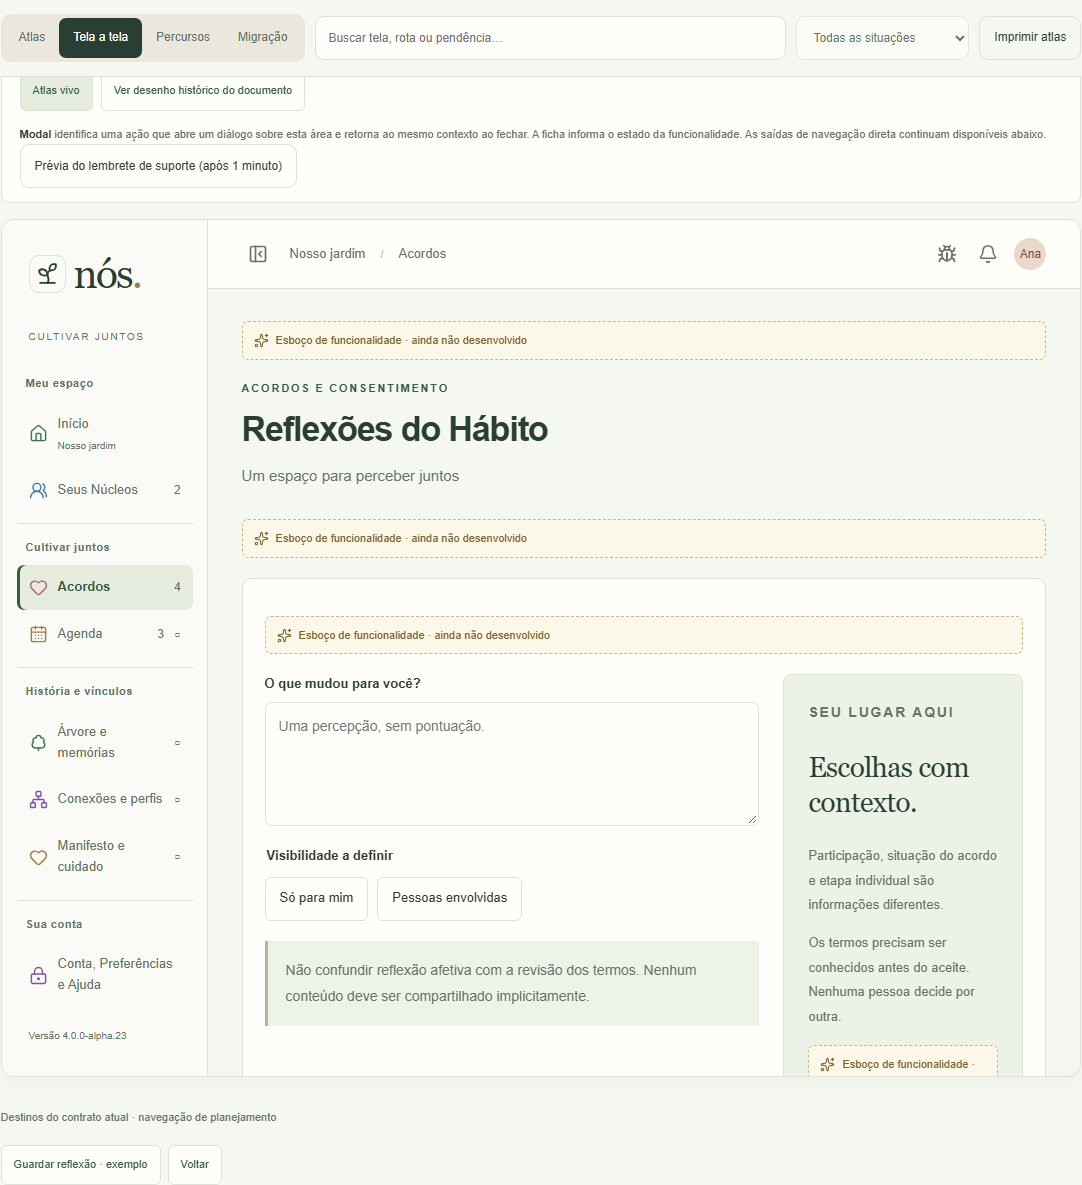 Atlas
Tela a tela
Percursos
Migração
Buscar tela, rota ou pendência...
Todas as situações
Imprimir atlas
Atlas vivo
Ver desenho histórico do documento
Modal identifica uma ação que abre um diálogo sobre esta área e retorna ao mesmo contexto ao fechar. A ficha informa o estado da funcionalidade. As saídas de navegação direta continuam disponíveis abaixo.
Prévia do lembrete de suporte (após 1 minuto)
nós.
CULTIVAR JUNTOS
Meu espaço
Início
Nosso jardim
Seus Núcleos 2
Cultivar juntos
Acordos 4
Agenda 3
História e vínculos
Árvore e
memórias
Conexões e perfis
Manifesto e
cuidado
Sua conta
Conta, Preferências
e Ajuda
Versão 4.0.0-alpha.23
Nosso jardim / Acordos
Ana
Esboço de funcionalidade · ainda não desenvolvido
ACORDOS E CONSENTIMENTO
Reflexões do Hábito
Um espaço para perceber juntos
Esboço de funcionalidade · ainda não desenvolvido
Esboço de funcionalidade · ainda não desenvolvido
O que mudou para você?
Uma percepção, sem pontuação.
Visibilidade a definir
Só para mim
Pessoas envolvidas
Não confundir reflexão afetiva com a revisão dos termos. Nenhum
conteúdo deve ser compartilhado implicitamente.
SEU LUGAR AQUI
Escolhas com
contexto.
Participação, situação do acordo
e etapa individual são
informações diferentes.
Os termos precisam ser
conhecidos antes do aceite.
Nenhuma pessoa decide por
outra.
Esboço de funcionalidade ·
Destinos do contrato atual · navegação de planejamento
Guardar reflexão · exemplo
Voltar